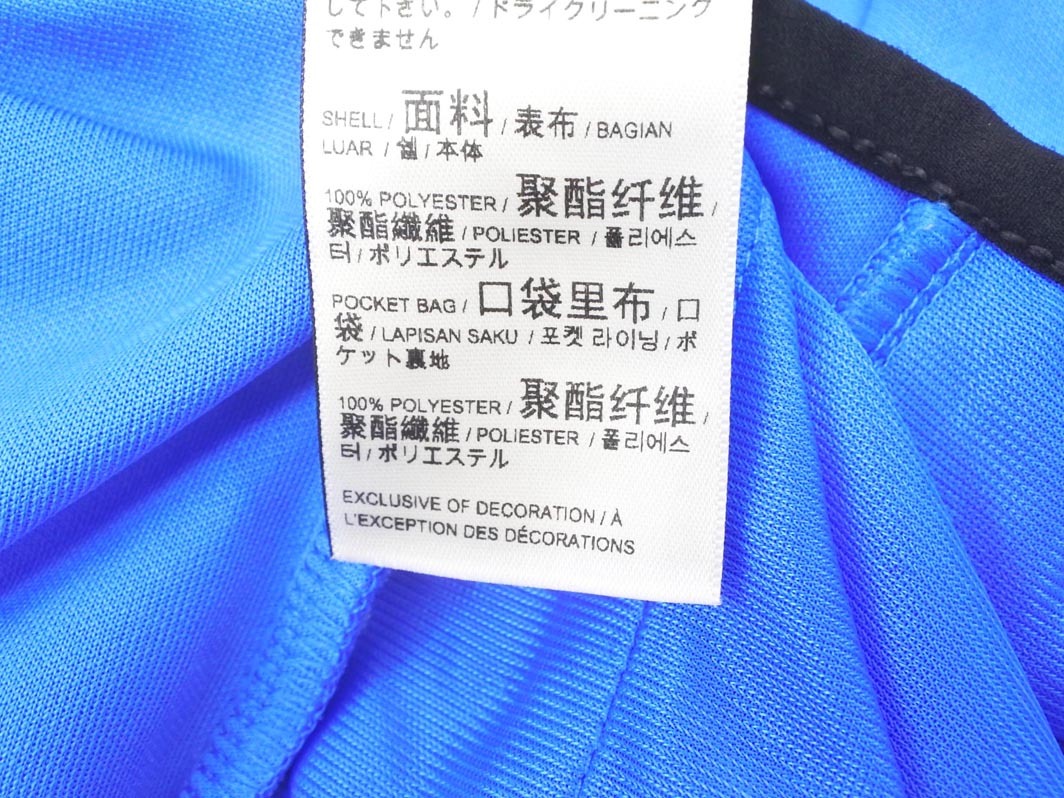 して下さい。/ドライクリーニング
できません
SHELL / 面料 / 表布 / BAGIAN
LUAR / 쉘 / 本体
100% POLYESTER / 聚酯纤维 /
聚酯纖維 / POLIESTER / 폴리에스
터 / ポリエステル
POCKET BAG / 口袋里布 / 口
袋 / LAPISAN SAKU / 포켓 라이닝 / ポ
ケット裏地
100% POLYESTER / 聚酯纤维 /
聚酯纖維 / POLIESTER / 폴리에스
터 / ポリエステル
EXCLUSIVE OF DECORATION / À
L'EXCEPTION DES DÉCORATIONS